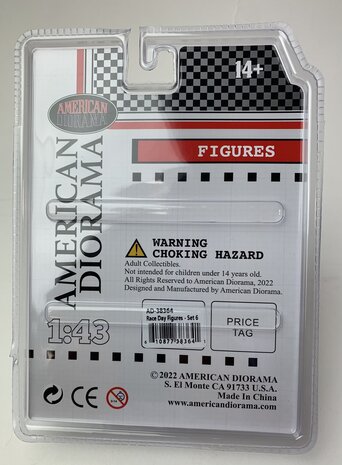 14+
AMERICAN
DIORAMA
AMERICAN
DIORAMA
FIGURES
WARNING
CHOKING HAZARD
Adult Collectibles.
Not intended for children under 14 years old.
All Rights Reserved to American Diorama, 2022
Designed and Manufactured by American Diorama.
AD-38364
Race Day Figures - Set 6
PRICE
TAG
1:43
CE
© 2022 AMERICAN DIORAMA
S. El Monte CA 91733 U.S.A.
Made In China
www.americandiorama.com